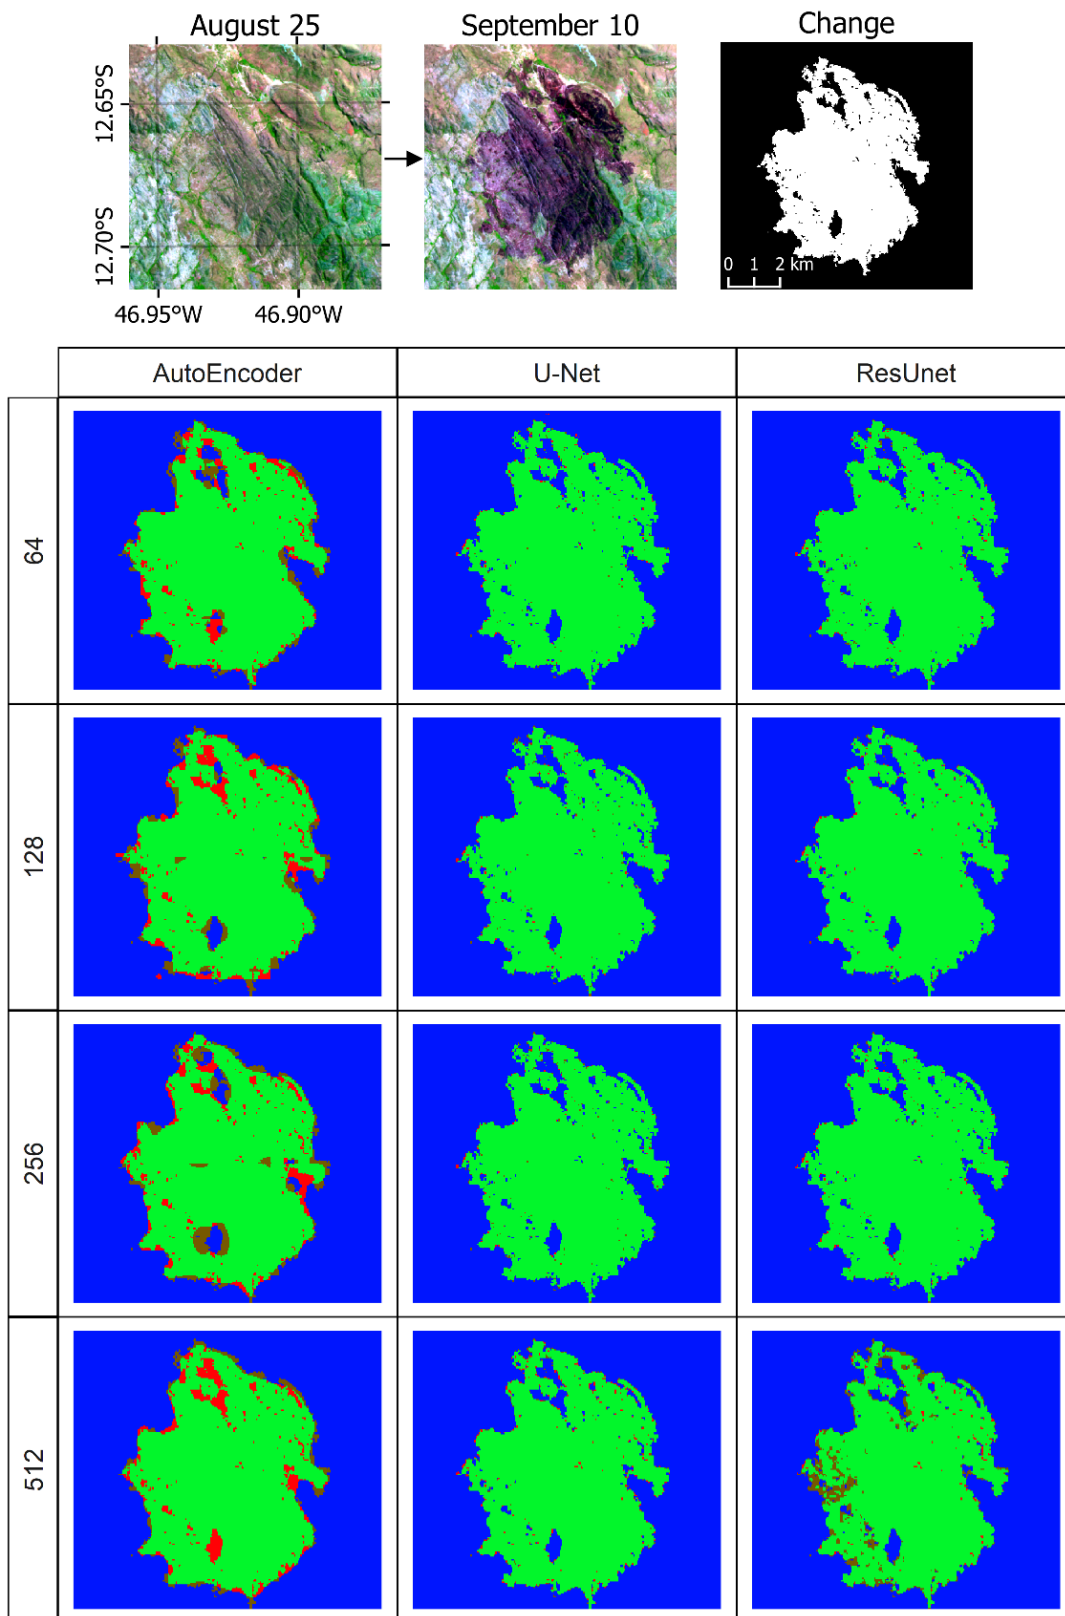 August 25
September 10
Change
12.65°S
12.70°S
46.95°W
46.90°W
0 1 2 km
AutoEncoder
U-Net
ResUnet
64
128
256
512